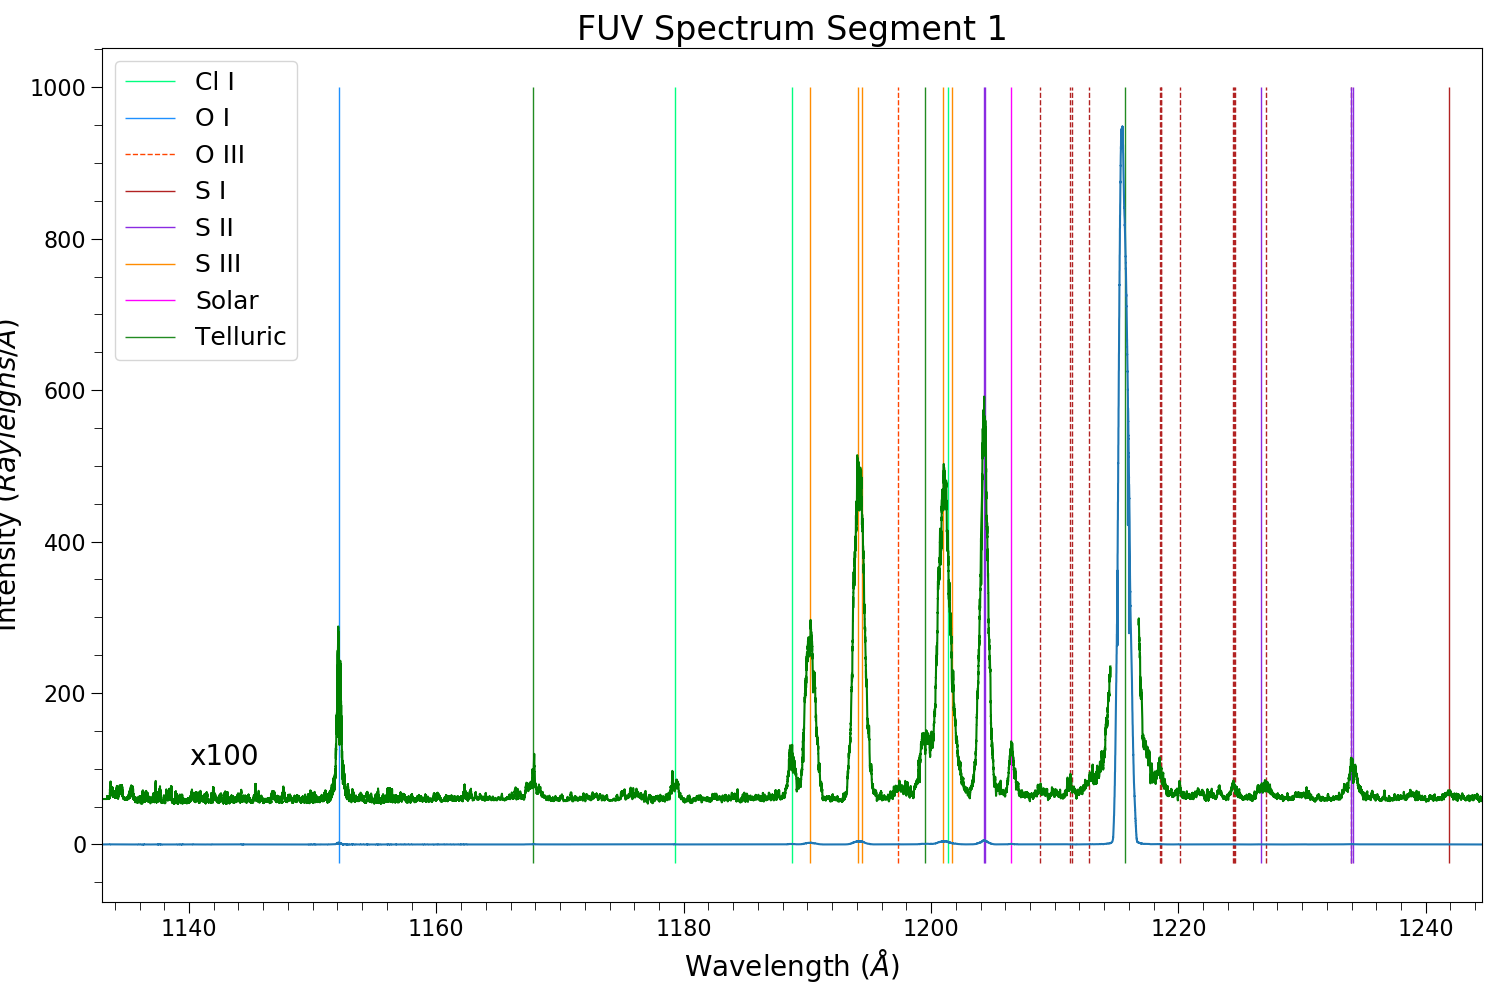 FUV Spectrum Segment 1
Cl I
O I
O III
S I
S II
S III
Solar
Telluric
1000
800
600
400
200
0
Intensity (Rayleighs/A)
x100
1140 1160 1180 1200 1220 1240
Wavelength (Å)